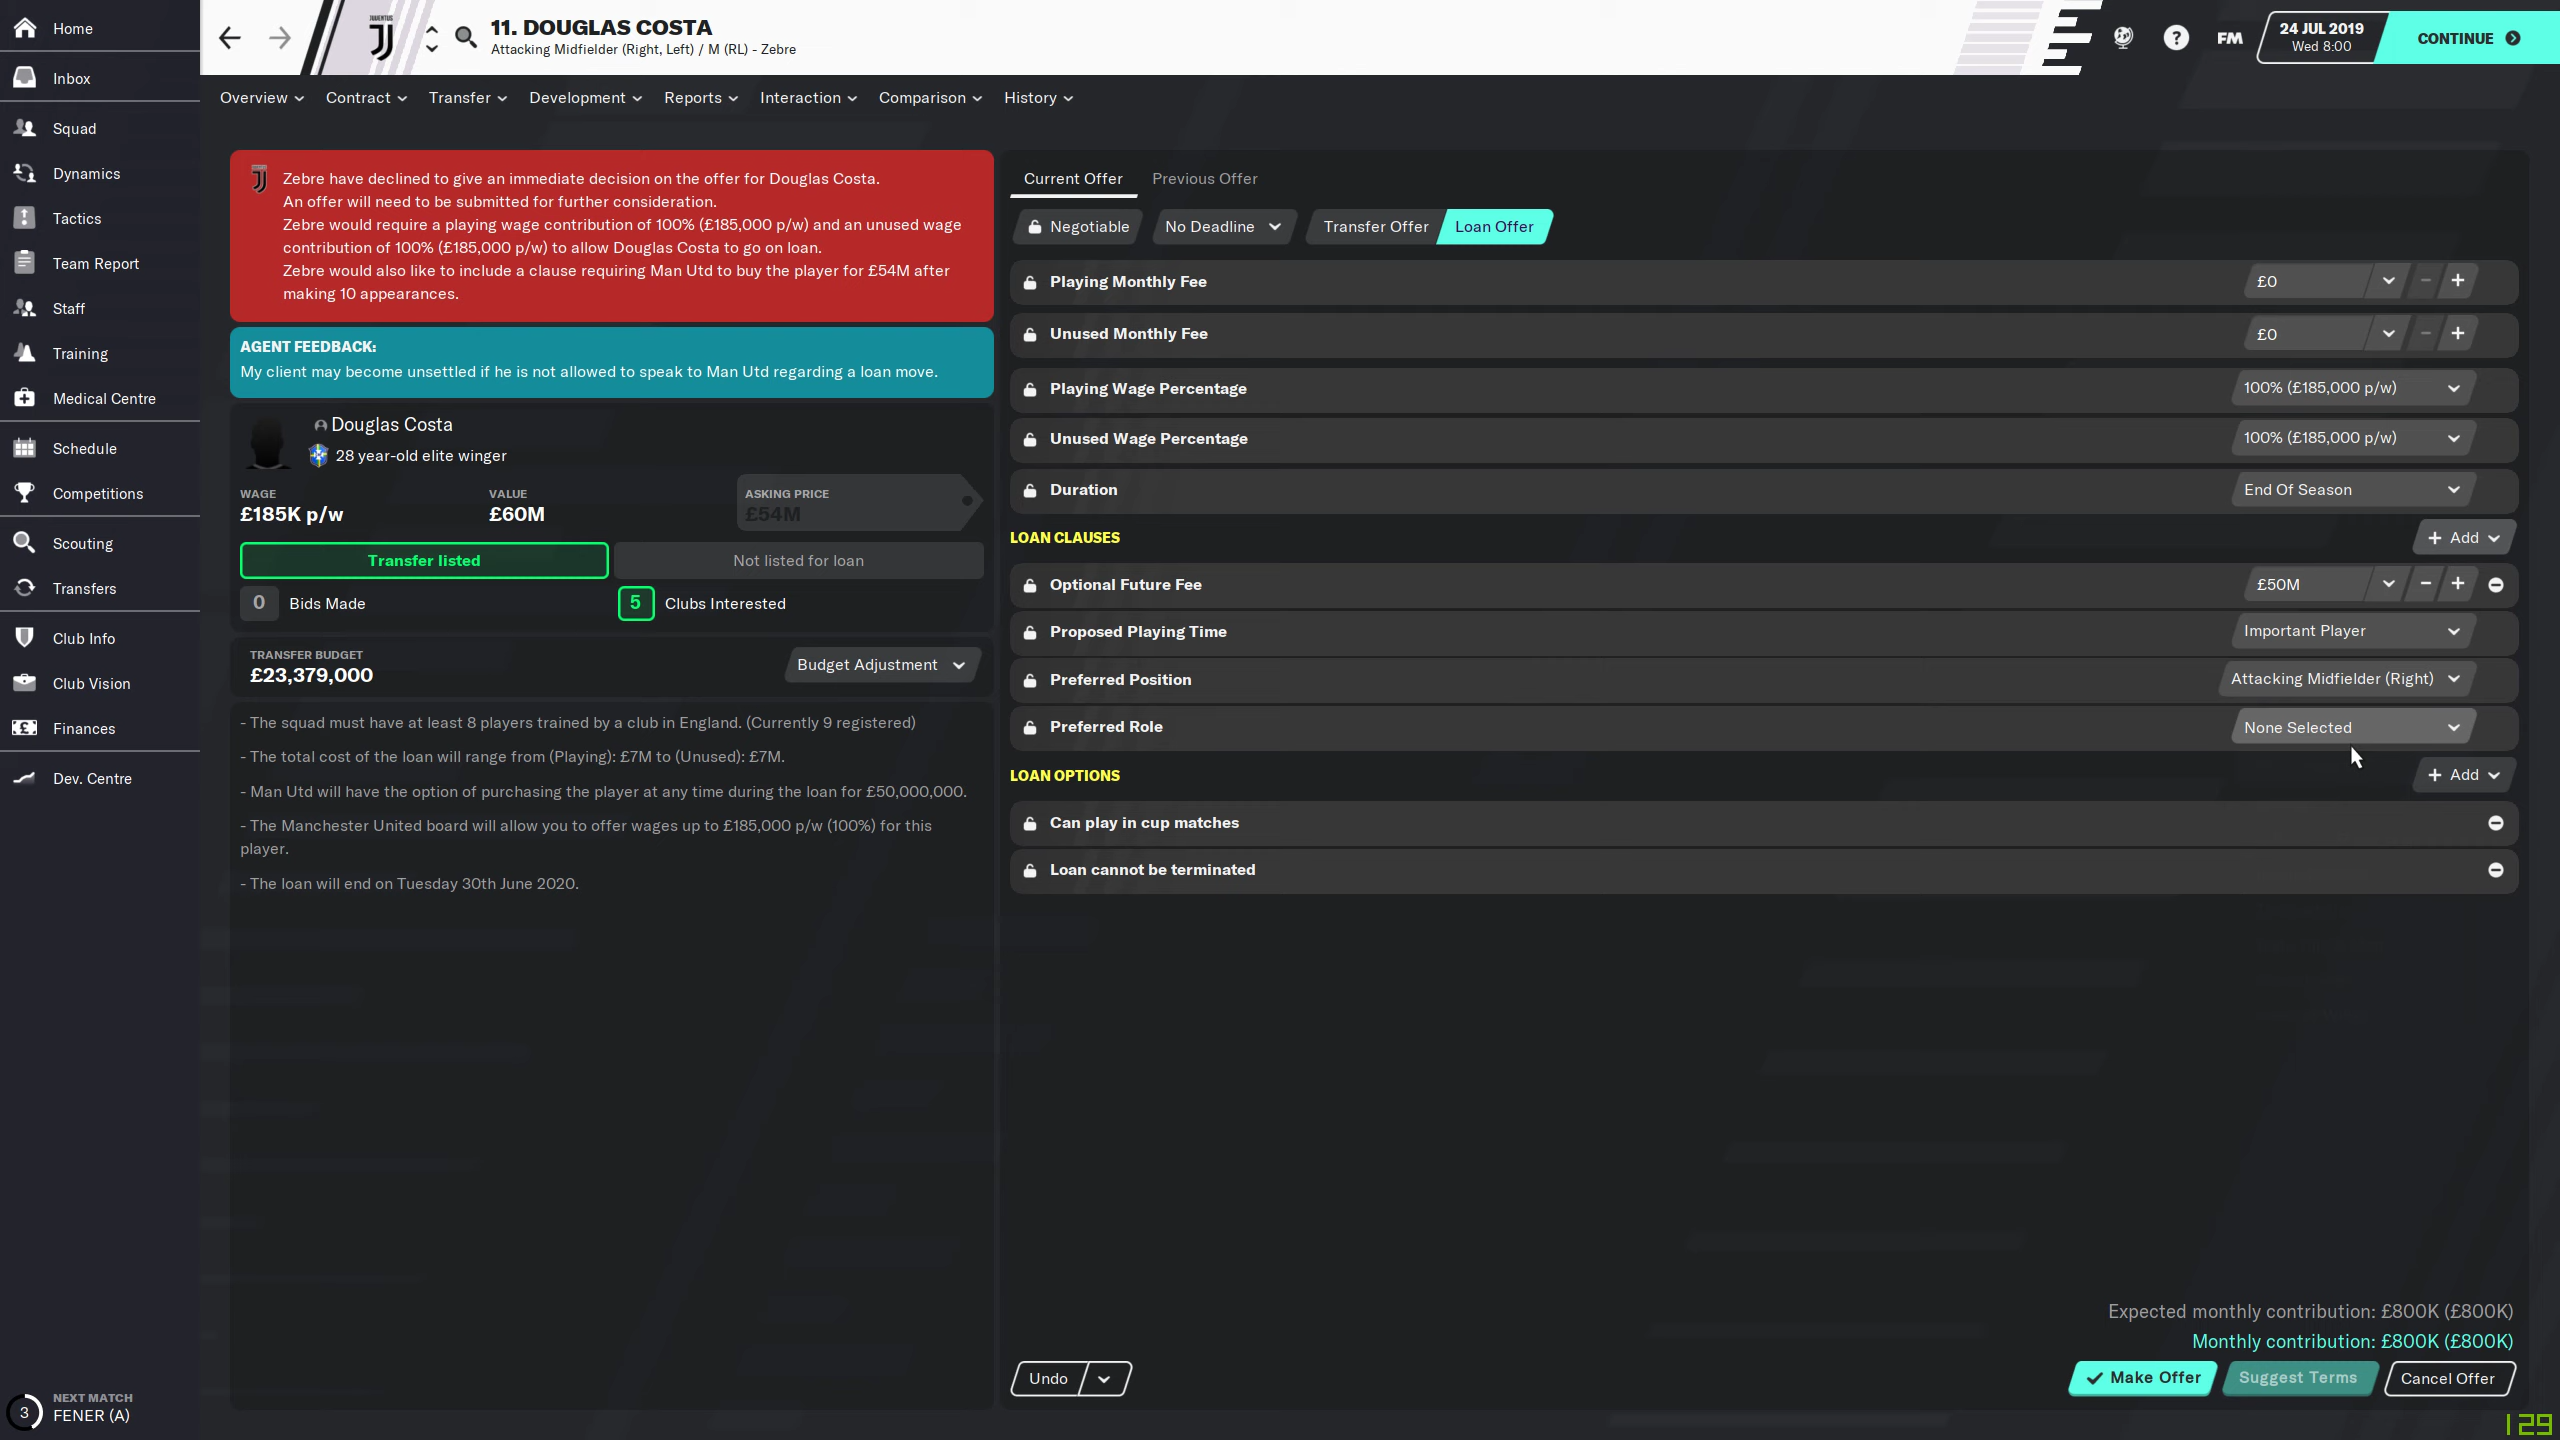 Home
Inbox
Squad
Dynamics
Tactics
Team Report
Staff
Training
Medical Centre
Schedule
Competitions
Scouting
Transfers
Club Info
Club Vision
Finances
Dev. Centre
3
NEXT MATCH
FENER (A)
JUVENTUS
11. DOUGLAS COSTA
Attacking Midfielder (Right, Left) / M (RL) - Zebre
?
FM
24 JUL 2019
Wed 8:00
CONTINUE
Overview
Contract
Transfer
Development
Reports
Interaction
Comparison
History
Zebre have declined to give an immediate decision on the offer for Douglas Costa.
An offer will need to be submitted for further consideration.
Zebre would require a playing wage contribution of 100% (£185,000 p/w) and an unused wage
contribution of 100% (£185,000 p/w) to allow Douglas Costa to go on loan.
Zebre would also like to include a clause requiring Man Utd to buy the player for £54M after
making 10 appearances.
AGENT FEEDBACK:
My client may become unsettled if he is not allowed to speak to Man Utd regarding a loan move.
Douglas Costa
28 year-old elite winger
WAGE
£185K p/w
VALUE
£60M
ASKING PRICE
£54M
Transfer listed
Not listed for loan
0 Bids Made
5 Clubs Interested
TRANSFER BUDGET
£23,379,000
Budget Adjustment
- The squad must have at least 8 players trained by a club in England. (Currently 9 registered)
- The total cost of the loan will range from (Playing): £7M to (Unused): £7M.
- Man Utd will have the option of purchasing the player at any time during the loan for £50,000,000.
- The Manchester United board will allow you to offer wages up to £185,000 p/w (100%) for this
player.
- The loan will end on Tuesday 30th June 2020.
Current Offer
Previous Offer
Negotiable
No Deadline
Transfer Offer
Loan Offer
Playing Monthly Fee £0
Unused Monthly Fee £0
Playing Wage Percentage 100% (£185,000 p/w)
Unused Wage Percentage 100% (£185,000 p/w)
Duration End Of Season
LOAN CLAUSES
+ Add
Optional Future Fee £50M
Proposed Playing Time Important Player
Preferred Position Attacking Midfielder (Right)
Preferred Role None Selected
LOAN OPTIONS
+ Add
Can play in cup matches
Loan cannot be terminated
Expected monthly contribution: £800K (£800K)
Monthly contribution: £800K (£800K)
Undo
Make Offer
Suggest Terms
Cancel Offer
129